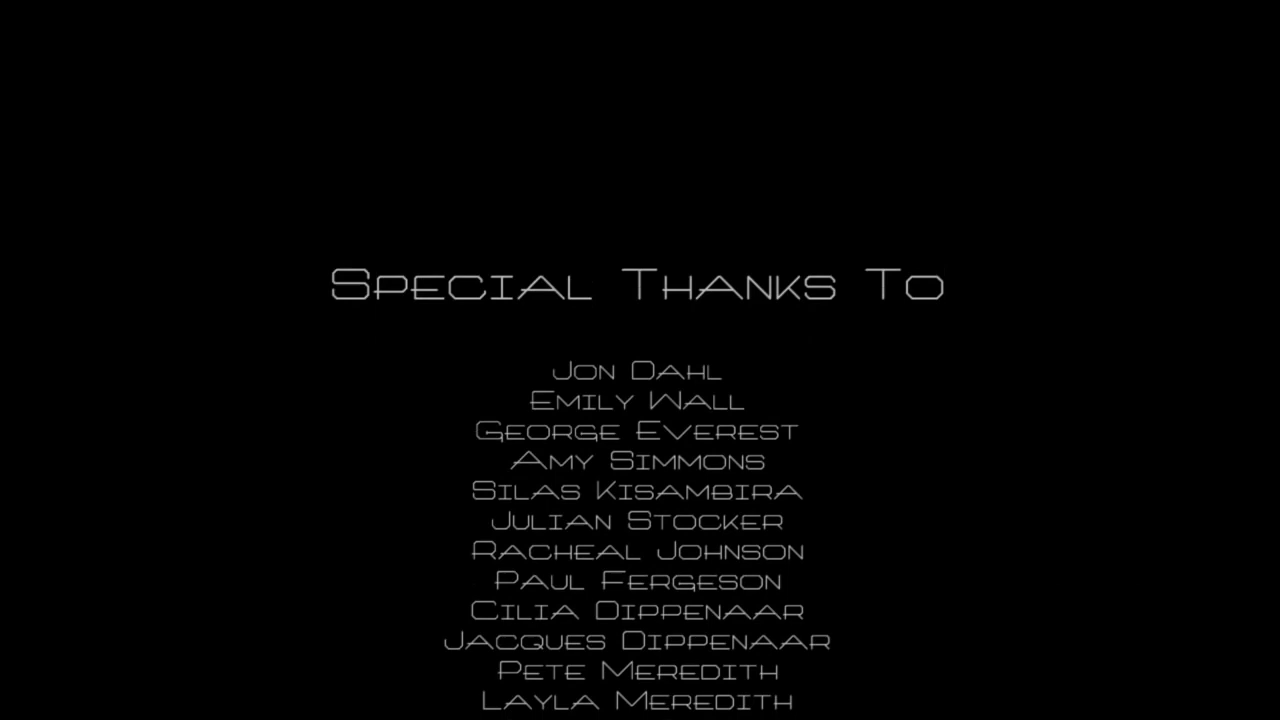 Special Thanks To
Jon Dahl
Emily Wall
George Everest
Amy Simmons
Silas Kisambira
Julian Stocker
Racheal Johnson
Paul Fergeson
Cilia Dippenaar
Jacques Dippenaar
Pete Meredith
Layla Meredith